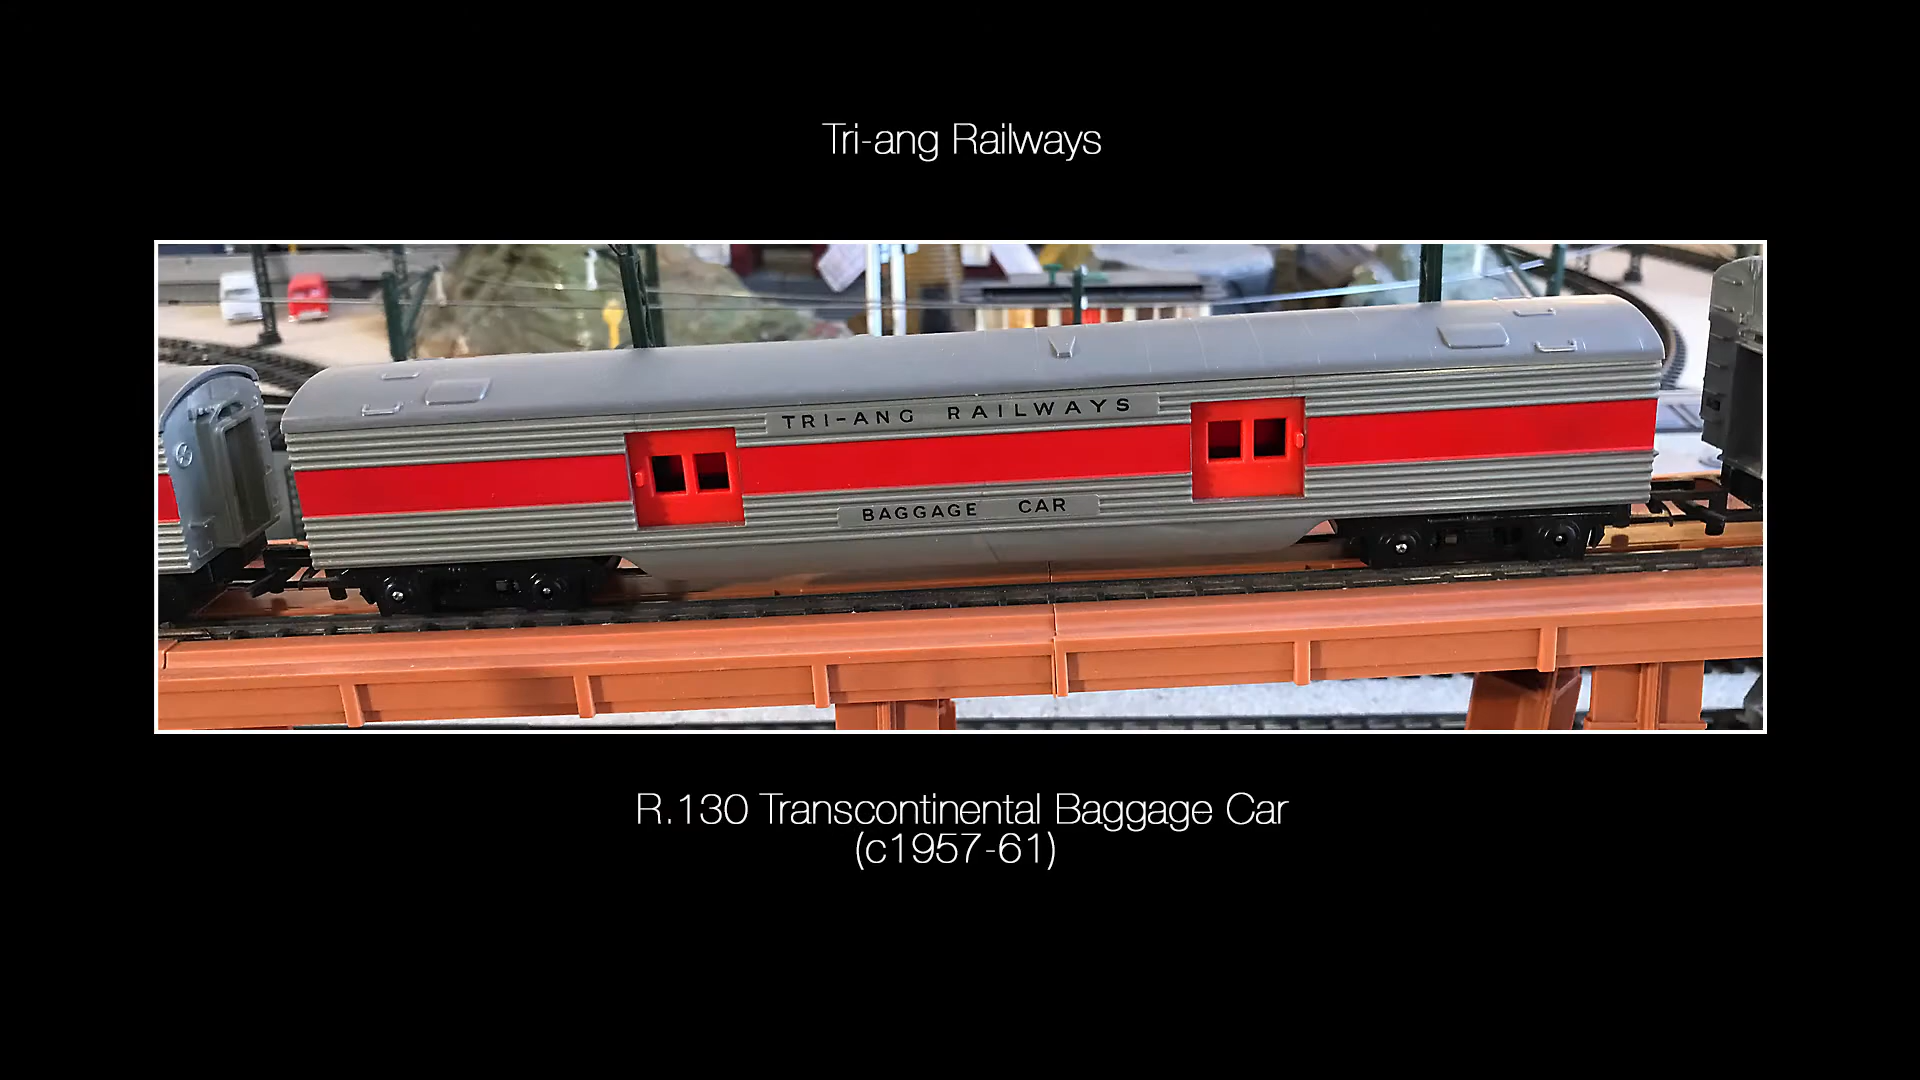 Tri-ang Railways
TRI-ANG RAILWAYS
BAGGAGE CAR
R.130 Transcontinental Baggage Car
(c1957-61)